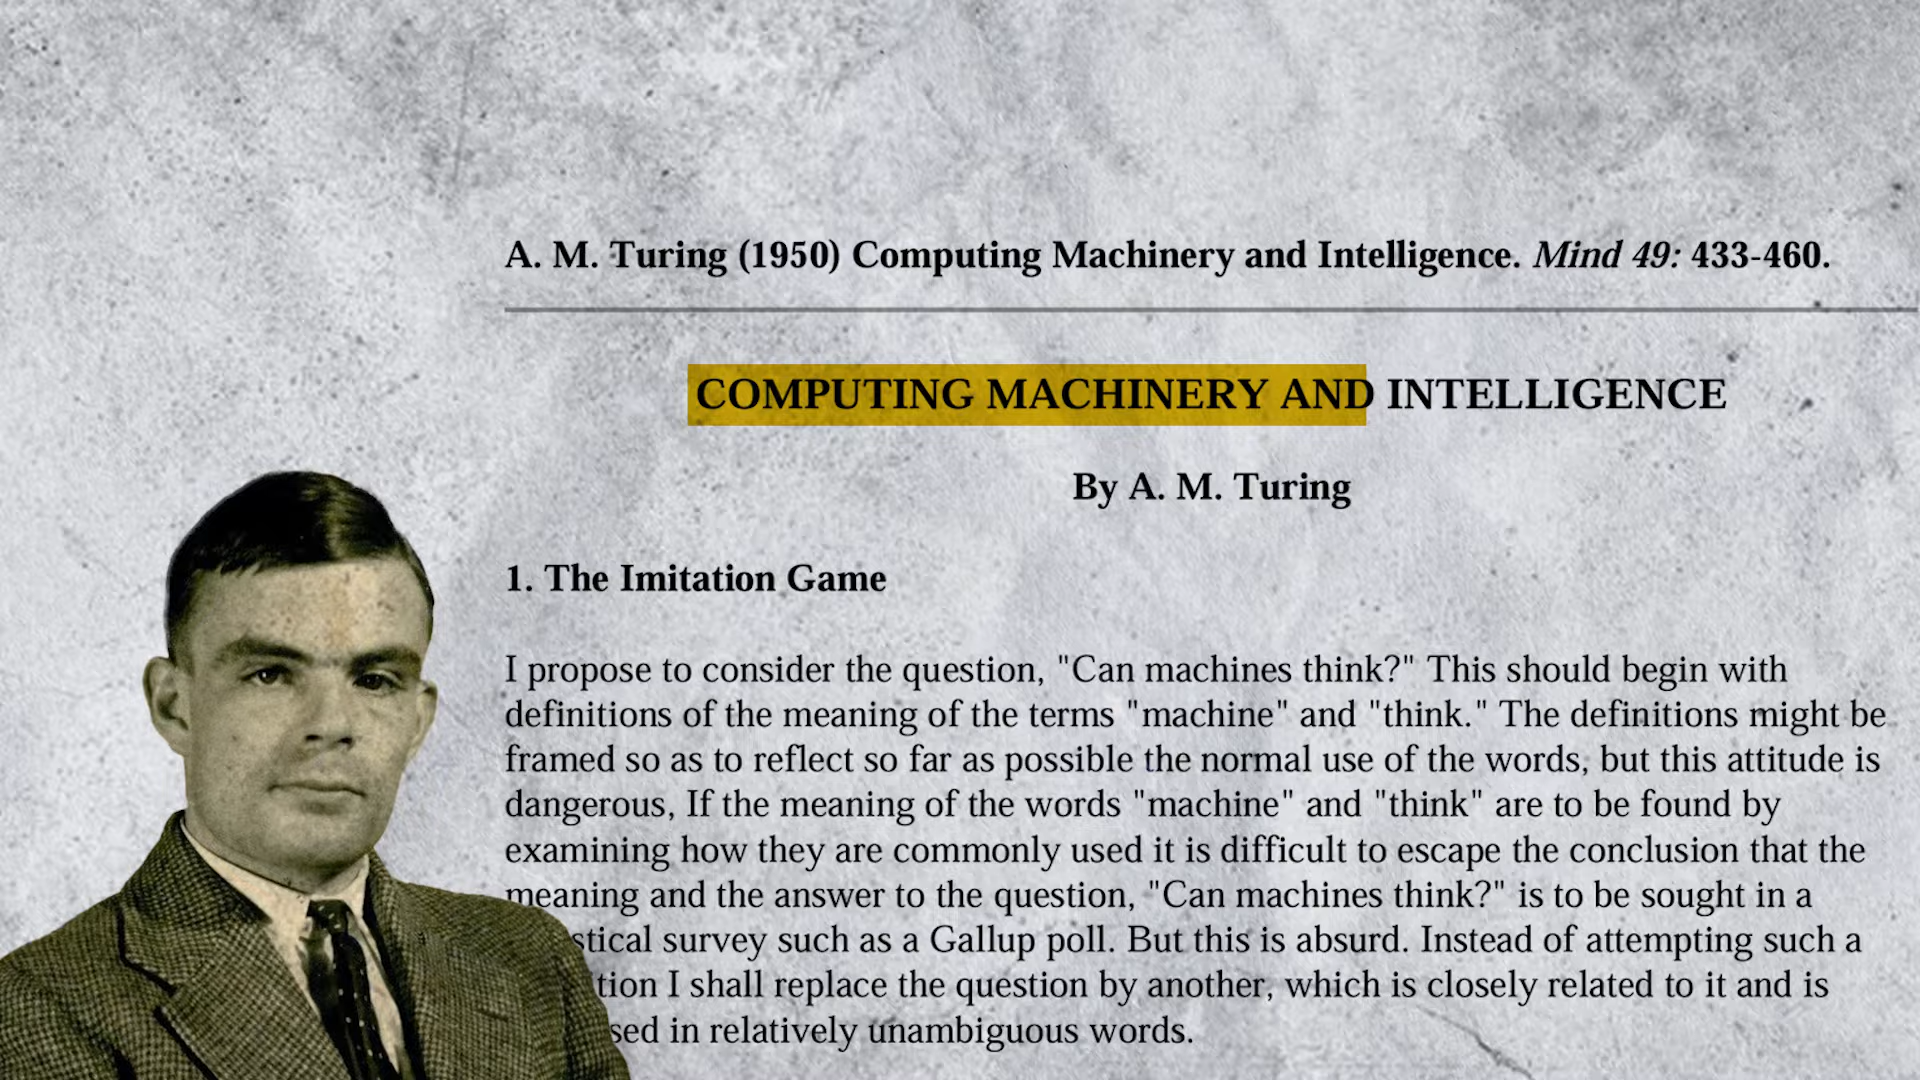 A. M. Turing (1950) Computing Machinery and Intelligence. Mind 49: 433-460.
COMPUTING MACHINERY AND INTELLIGENCE
By A. M. Turing
1. The Imitation Game
I propose to consider the question, "Can machines think?" This should begin with
definitions of the meaning of the terms "machine" and "think." The definitions might be
framed so as to reflect so far as possible the normal use of the words, but this attitude is
dangerous, If the meaning of the words "machine" and "think" are to be found by
examining how they are commonly used it is difficult to escape the conclusion that the
meaning and the answer to the question, "Can machines think?" is to be sought in a
survey such as a Gallup poll. But this is absurd. Instead of attempting such a
I shall replace the question by another, which is closely related to it and is
in relatively unambiguous words.